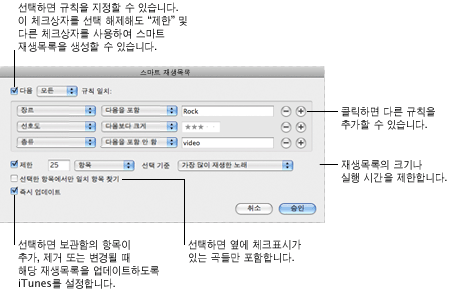 선택하면 규칙을 지정할 수 있습니다.
이 체크상자를 선택 해제해도 “제한” 및
다른 체크상자를 사용하여 스마트
재생목록을 생성할 수 있습니다.
스마트 재생목록
다음 모든 규칙 일치:
장르 다음을 포함 Rock
선호도 다음보다 크게 ★★★
종류 다음을 포함 안 함 video
클릭하면 다른 규칙을
추가할 수 있습니다.
제한 25 항목 선택 기준 가장 많이 재생한 노래
선택한 항목에서만 일치 항목 찾기
즉시 업데이트
재생목록의 크기나
실행 시간을 제한합니다.
취소 승인
선택하면 보관함의 항목이
추가, 제거 또는 변경될 때
해당 재생목록을 업데이트하도록
iTunes를 설정합니다.
선택하면 옆에 체크표시가
있는 곡들만 포함합니다.